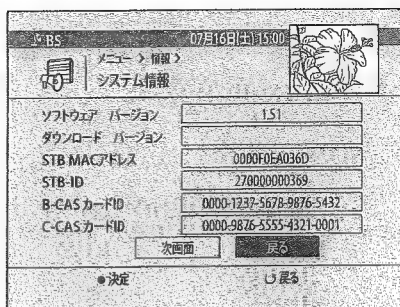 BS 07月16日(土) 15:00
メニュー > 情報 >
システム情報
ソフトウェア バージョン 1.51
ダウンロード バージョン
STB MACアドレス 0000F0EA036D
STB-ID 270000000369
B-CASカードID 0000-1237-5678-9876-5432
C-CASカードID 0000-9876-5555-4321-0001
次画面 戻る
●決定 戻る